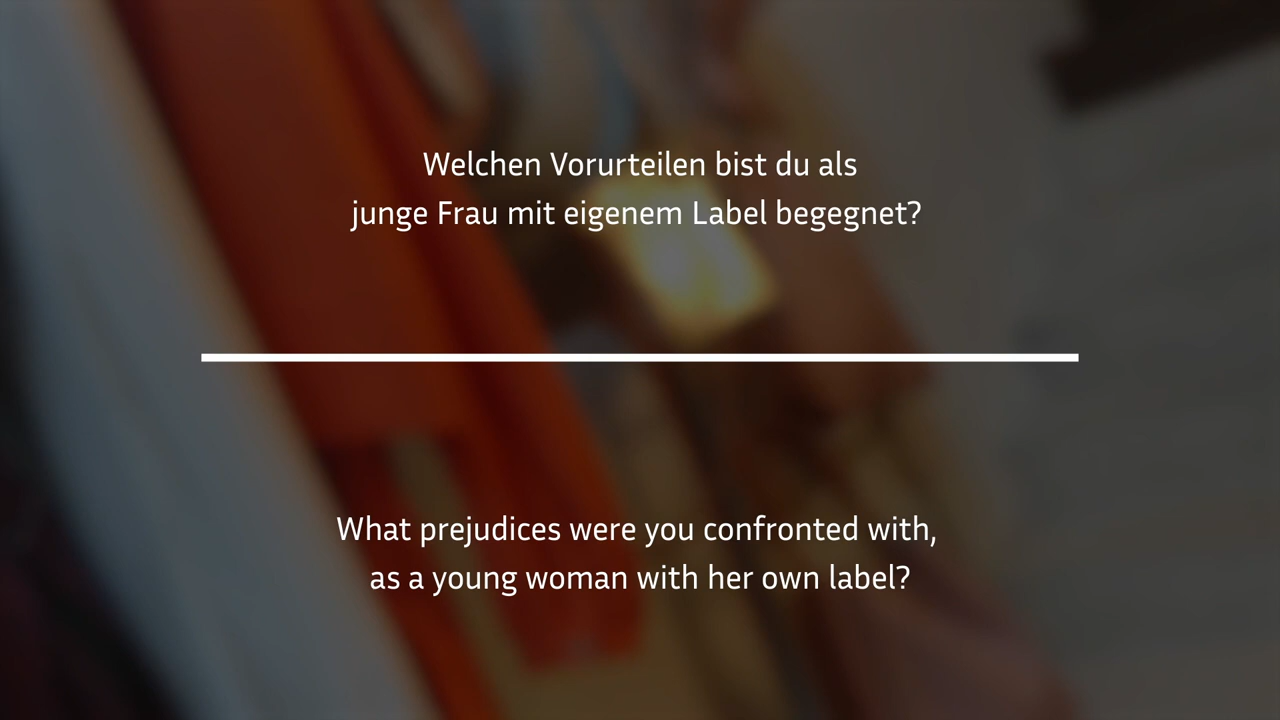 Welchen Vorurteilen bist du als
junge Frau mit eigenem Label begegnet?
What prejudices were you confronted with,
as a young woman with her own label?